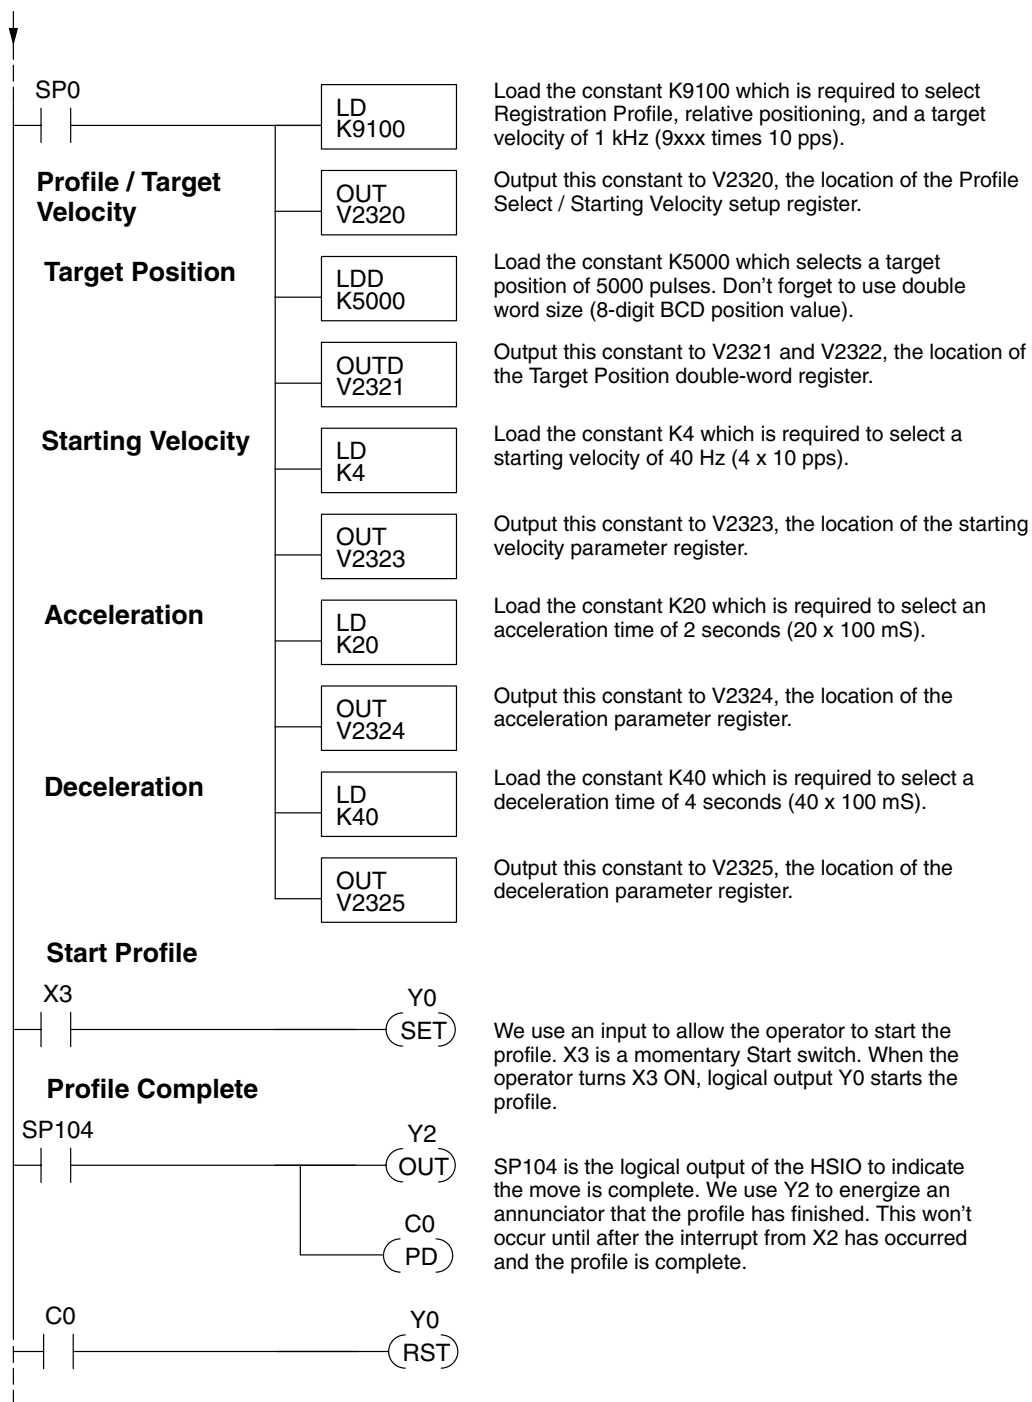 SP0
LD
K9100
Load the constant K9100 which is required to select
Registration Profile, relative positioning, and a target
velocity of 1 kHz (9xxx times 10 pps).
Profile / Target
Velocity
OUT
V2320
Output this constant to V2320, the location of the Profile
Select / Starting Velocity setup register.
Target Position
LDD
K5000
Load the constant K5000 which selects a target
position of 5000 pulses. Don't forget to use double
word size (8-digit BCD position value).
OUTD
V2321
Output this constant to V2321 and V2322, the location of
the Target Position double-word register.
Starting Velocity
LD
K4
Load the constant K4 which is required to select a
starting velocity of 40 Hz (4 x 10 pps).
OUT
V2323
Output this constant to V2323, the location of the starting
velocity parameter register.
Acceleration
LD
K20
Load the constant K20 which is required to select an
acceleration time of 2 seconds (20 x 100 mS).
OUT
V2324
Output this constant to V2324, the location of the
acceleration parameter register.
Deceleration
LD
K40
Load the constant K40 which is required to select a
deceleration time of 4 seconds (40 x 100 mS).
OUT
V2325
Output this constant to V2325, the location of the
deceleration parameter register.
Start Profile
X3
Y0
SET
We use an input to allow the operator to start the
profile. X3 is a momentary Start switch. When the
operator turns X3 ON, logical output Y0 starts the
profile.
Profile Complete
SP104
Y2
OUT
SP104 is the logical output of the HSIO to indicate
the move is complete. We use Y2 to energize an
annunciator that the profile has finished. This won't
occur until after the interrupt from X2 has occurred
and the profile is complete.
C0
PD
C0
Y0
RST